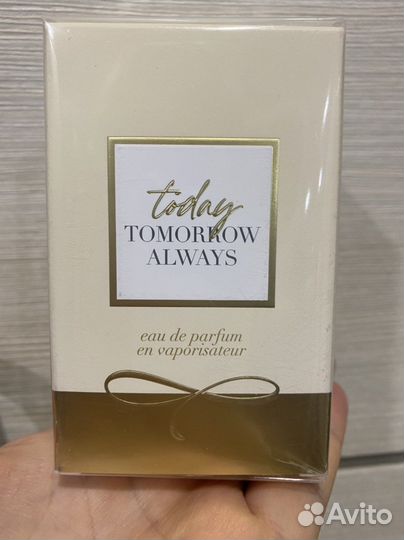 today
TOMORROW
ALWAYS
eau de parfum
en vaporisateur
Avito